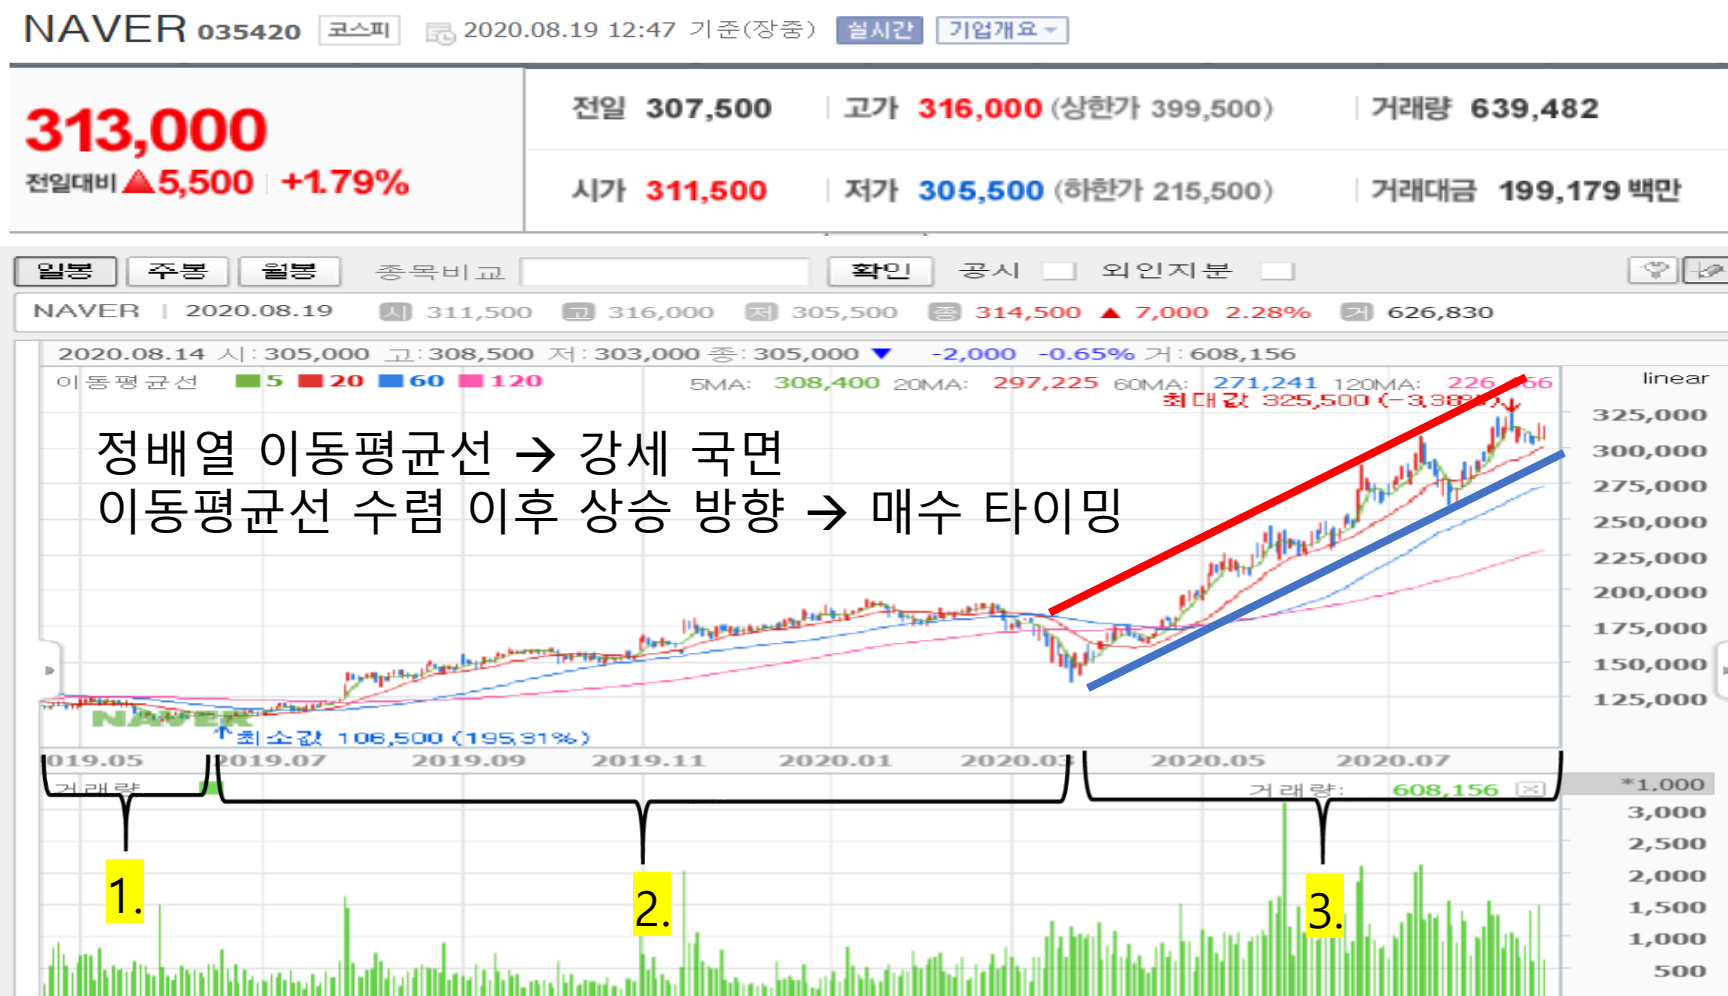 NAVER 035420 코스피 2020.08.19 12:47 기준(장중) 실시간 기업개요
313,000
전일대비 ▲5,500 +1.79%
전일 307,500 고가 316,000 (상한가 399,500) 거래량 639,482
시가 311,500 저가 305,500 (하한가 215,500) 거래대금 199,179 백만
일봉 주봉 월봉 종목비교 확인 공시 외인지분
NAVER 2020.08.19 시 311,500 고 316,000 저 305,500 종 314,500 ▲ 7,000 2.28% 거 626,830
2020.08.14 시:305,000 고:308,500 저:303,000 종:305,000 ▼ -2,000 -0.65% 거:608,156
이동평균선 5 20 60 120 5MA: 308,400 20MA: 297,225 60MA: 271,241 120MA: linear
최대값 325,500
정배열 이동평균선 → 강세 국면
이동평균선 수렴 이후 상승 방향 → 매수 타이밍
325,000
300,000
275,000
250,000
225,000
200,000
175,000
150,000
125,000
NAVER
최소값 106,500 (195,31%)
2019.07 2019.09 2019.11 2020.01 2020.03 2020.05 2020.07
거래량 거래량: 608,156 *1,000
3,000
2,500
2,000
1,500
1,000
500
1.
2.
3.